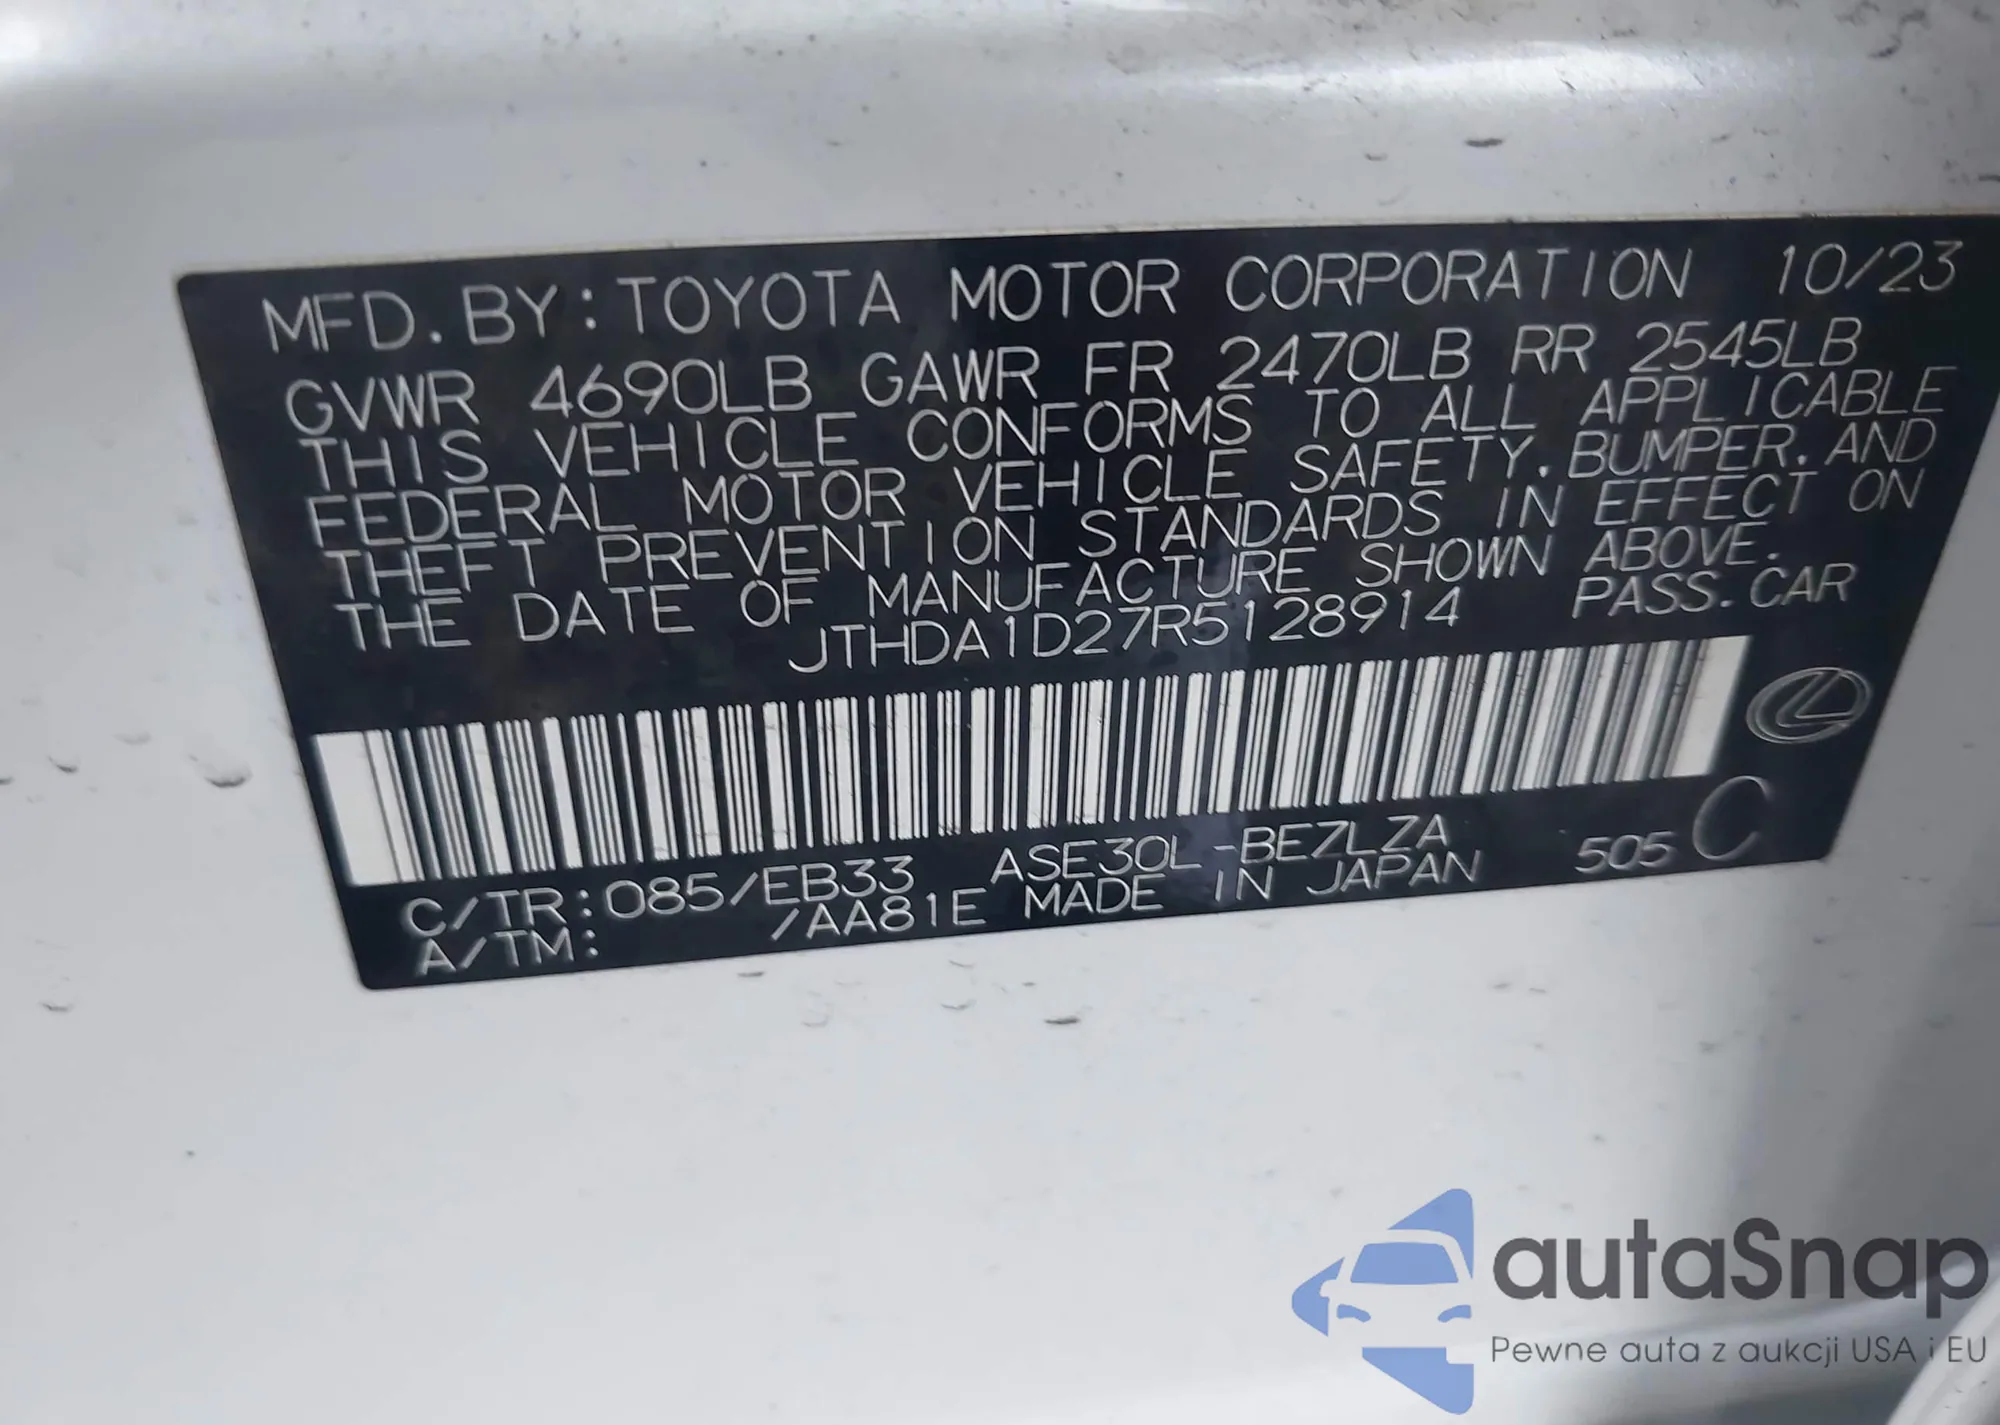 MFD. BY: TOYOTA MOTOR CORPORATION 10/23
GVWR 4690LB GAWR FR 2470LB RR 2545LB
THIS VEHICLE CONFORMS TO ALL APPLICABLE
FEDERAL MOTOR VEHICLE SAFETY, BUMPER, AND
THEFT PREVENTION STANDARDS IN EFFECT ON
THE DATE OF MANUFACTURE SHOWN ABOVE.
JTHDA1D27R5128914 PASS. CAR
C/TR: 085/EB33 ASE30L-BEZLZA 505 C
A/TM: /AA81E MADE IN JAPAN
autaSnap
Pewne auta z aukcji USA i EU